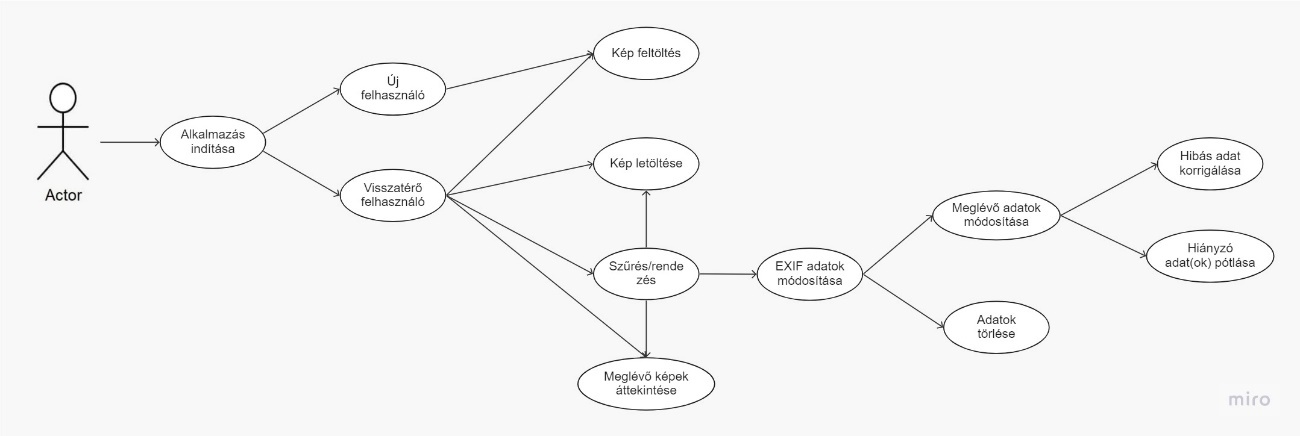 Actor
Alkalmazás
indítása
Új
felhasználó
Visszatérő
felhasználó
Kép feltöltés
Kép letöltése
Szűrés/rende
zés
Meglévő képek
áttekintése
EXIF adatok
módosítása
Meglévő adatok
módosítása
Adatok
törlése
Hibás adat
korrigálása
Hiányzó
adat(ok) pótlása
miro